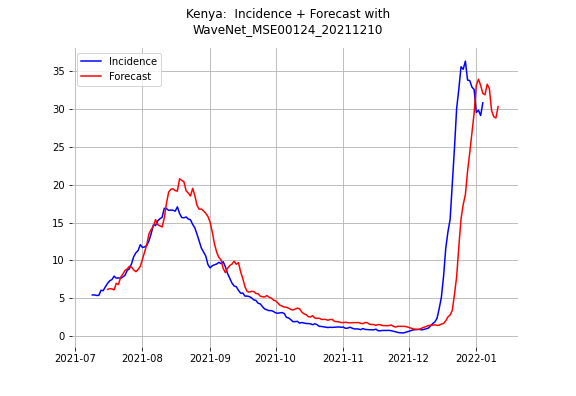 Kenya:  Incidence + Forecast with
WaveNet_MSE00124_20211210
Incidence
Forecast
35
30
25
20
15
10
5
0
2021-07 2021-08 2021-09 2021-10 2021-11 2021-12 2022-01